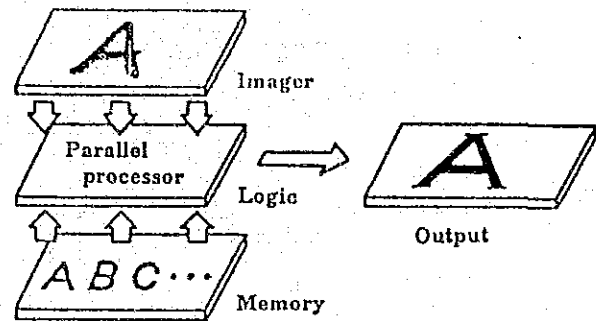 A
Imager
Parallel
processor
Logic
A
Output
A B C ···
Memory